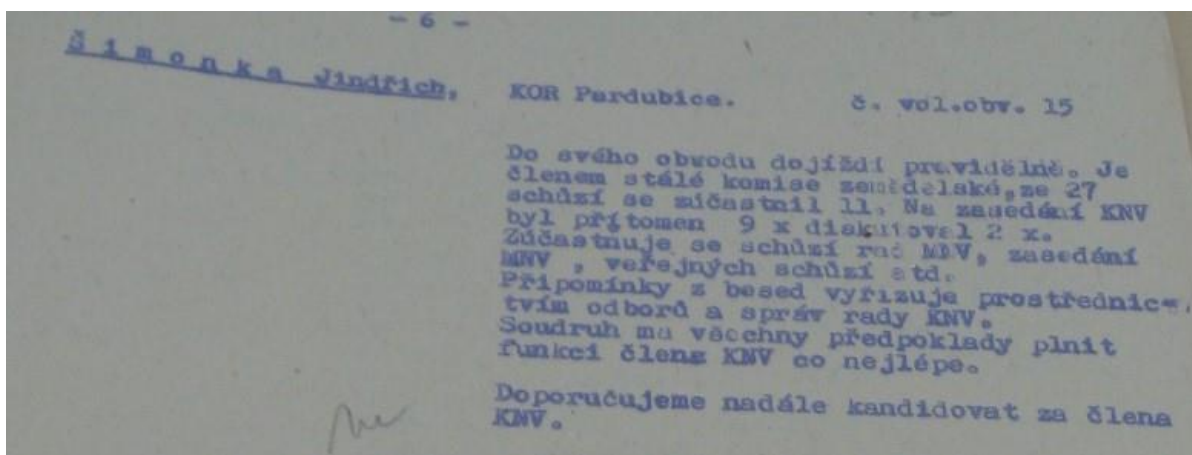 - 6 -
Šimonka Jindřich, KOR Pardubice. č. vol.obv. 15
Do svého obvodu dojíždí pravidelně. Je
členem stálé komise zemědělské,ze 27
schůzí se zúčastnil 11. Na zasedání KNV
byl přítomen 9 x diskutoval 2 x.
Zúčastnuje se schůzí rad MNV, zasedání
MNV , veřejných schůzí atd.
Připomínky z besed vyřizuje prostřednic-
tvím odborů a správ rady KNV.
Soudruh má všechny předpoklady plnit
funkci člena KNV co nejlépe.
Doporučujeme nadále kandidovat za člena
KNV.
ne